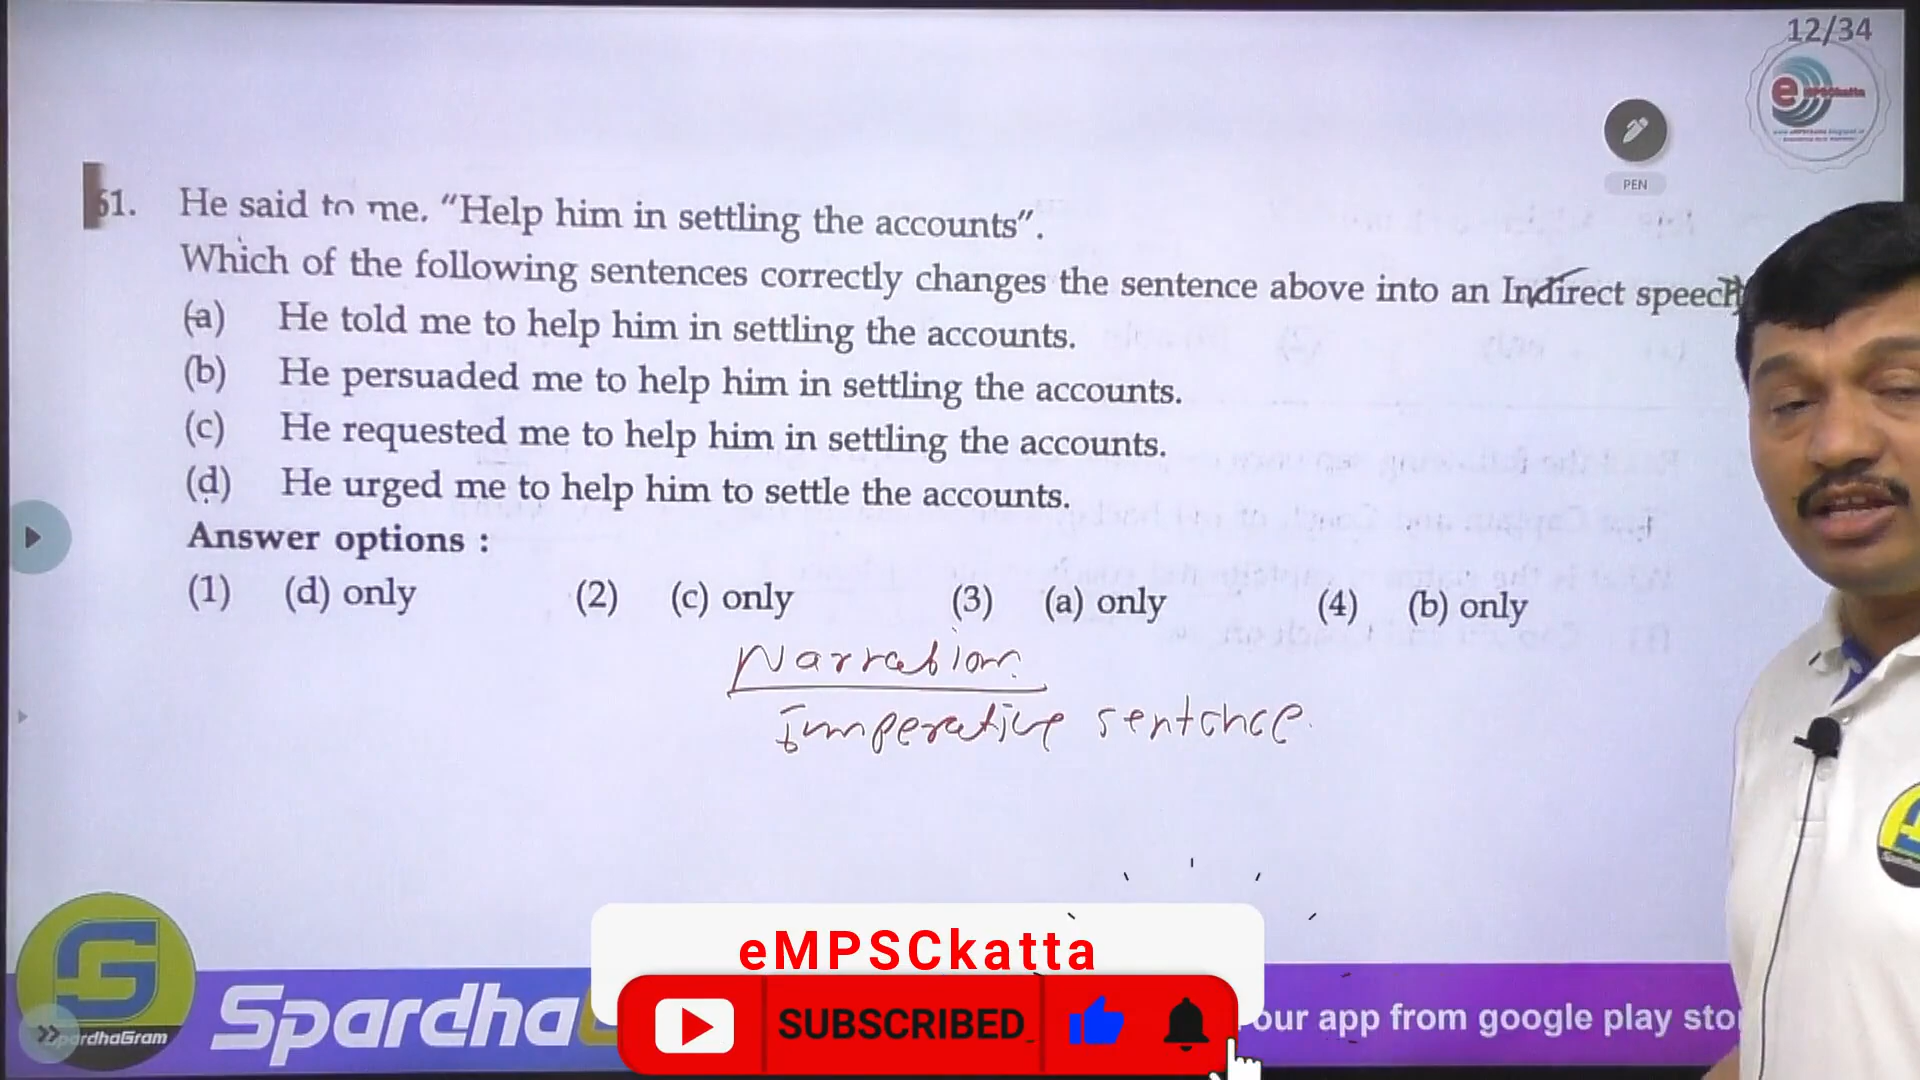 12/34
e MPSCkatta
PEN
61. He said to me, "Help him in settling the accounts".
Which of the following sentences correctly changes the sentence above into an Indirect speech
(a) He told me to help him in settling the accounts.
(b) He persuaded me to help him in settling the accounts.
(c) He requested me to help him in settling the accounts.
(d) He urged me to help him to settle the accounts.
Answer options :
(1) (d) only (2) (c) only (3) (a) only (4) (b) only
Narration
Imperative sentence.
eMPSCkatta
SUBSCRIBED
SpardhaGram
Spardha
our app from google play sto